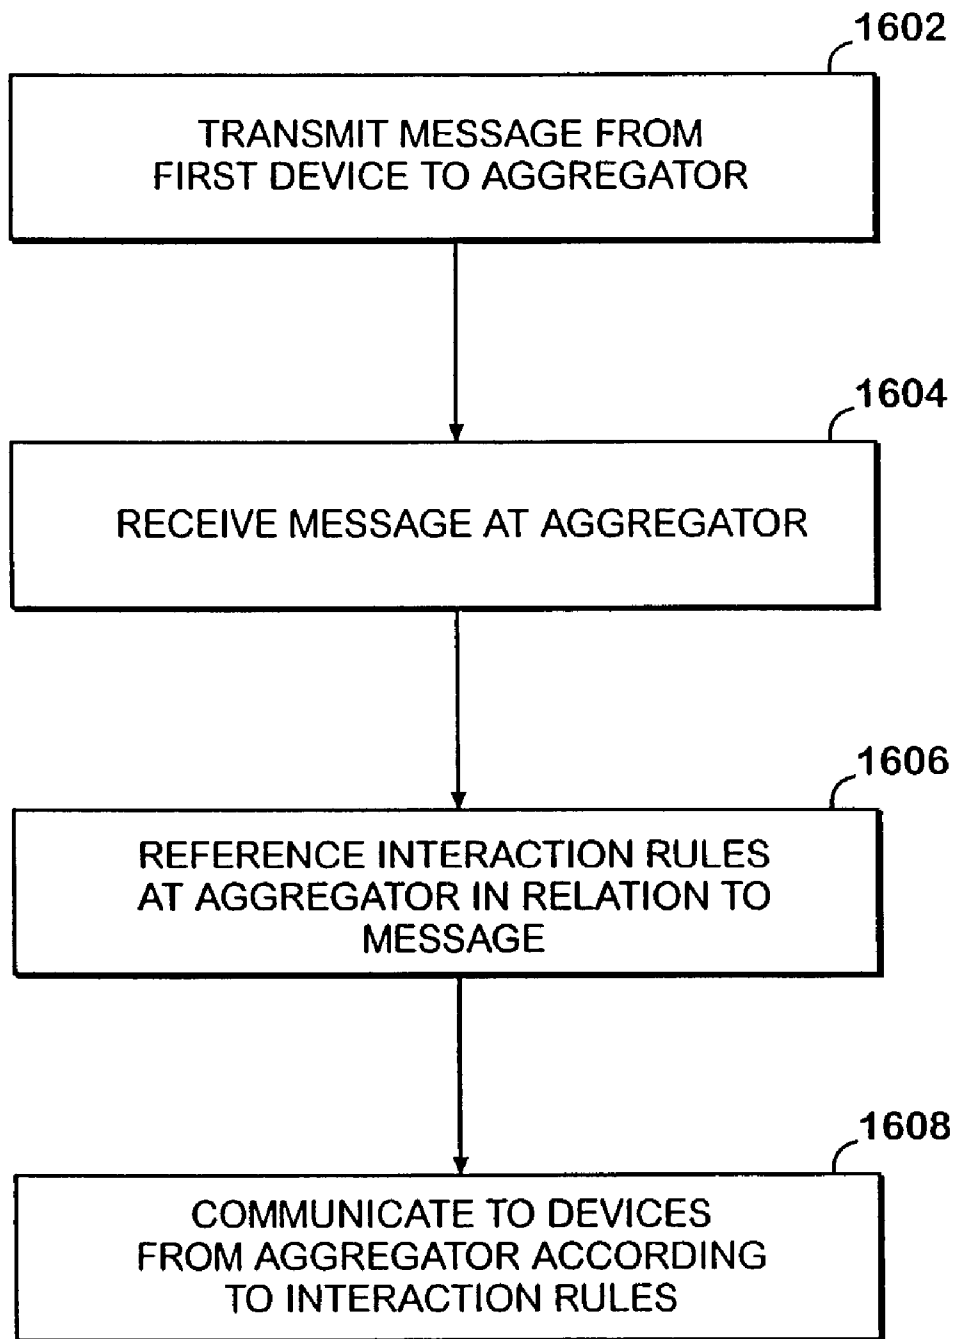 1602
TRANSMIT MESSAGE FROM
FIRST DEVICE TO AGGREGATOR
1604
RECEIVE MESSAGE AT AGGREGATOR
1606
REFERENCE INTERACTION RULES
AT AGGREGATOR IN RELATION TO
MESSAGE
1608
COMMUNICATE TO DEVICES
FROM AGGREGATOR ACCORDING
TO INTERACTION RULES